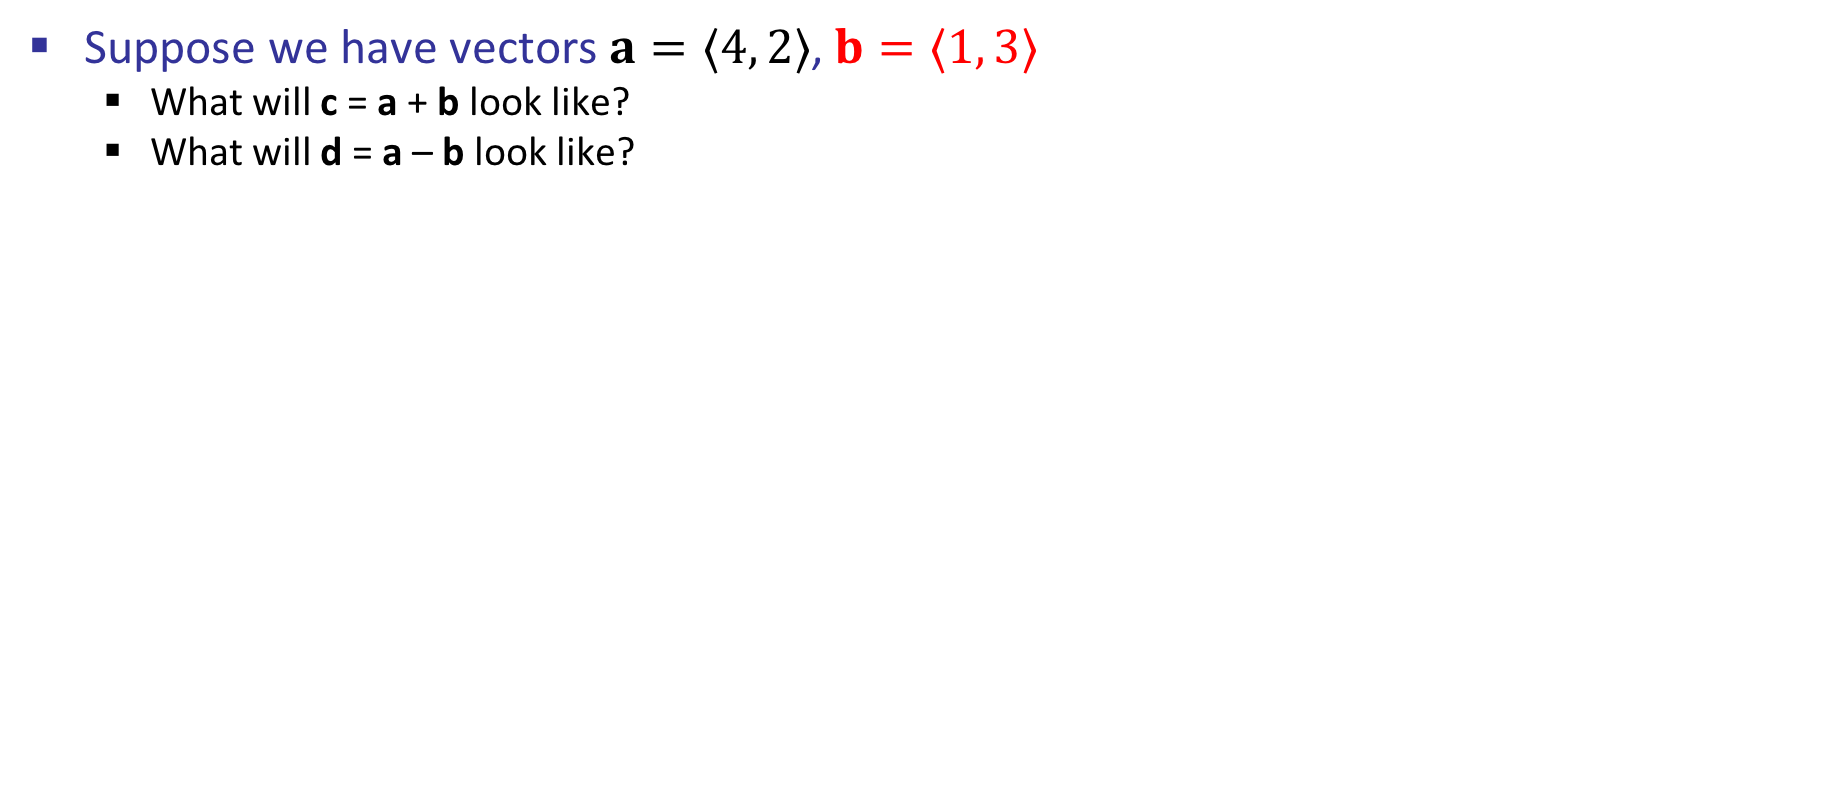 ▪ Suppose we have vectors 𝐚 = ⟨4, 2⟩, 𝐛 = ⟨1, 3⟩
▪ What will c = a + b look like?
▪ What will d = a – b look like?